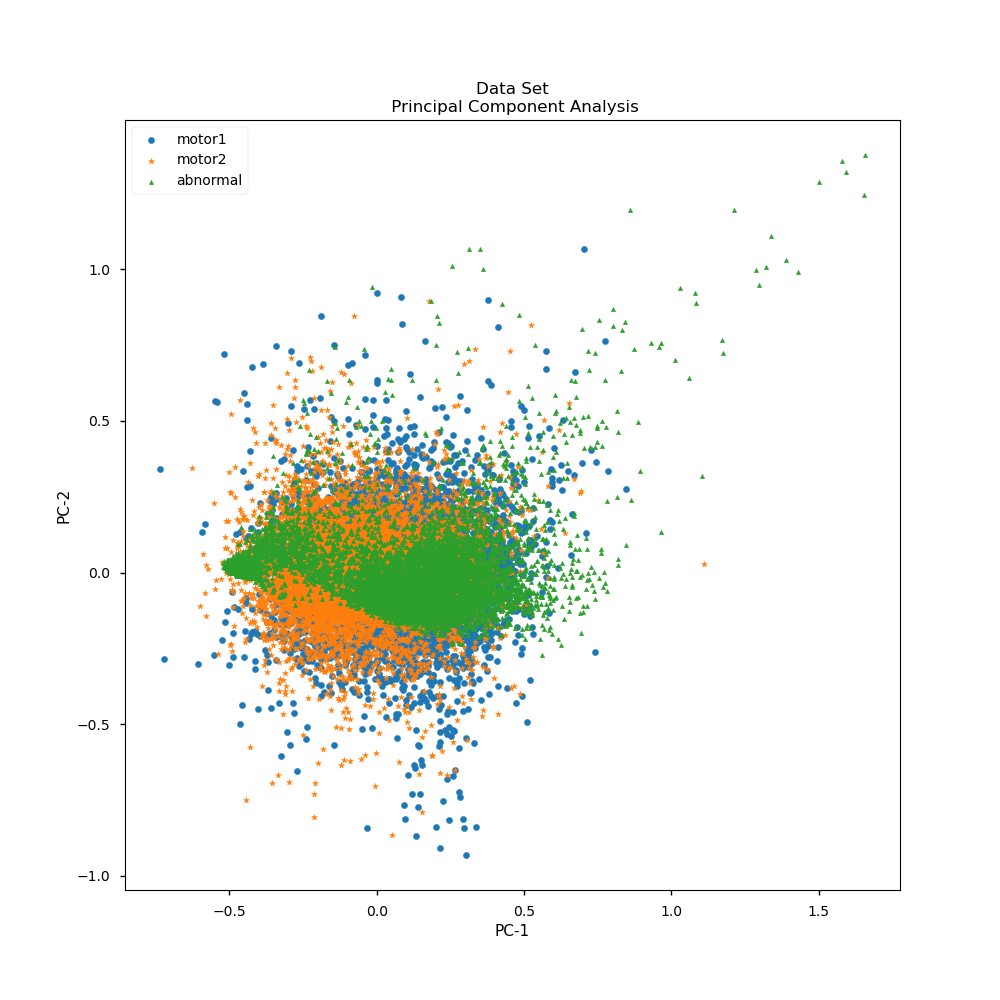 Data Set
Principal Component Analysis
motor1
motor2
abnormal
1.0
0.5
0.0
−0.5
−1.0
PC-2
−0.5
0.0
0.5
1.0
1.5
PC-1